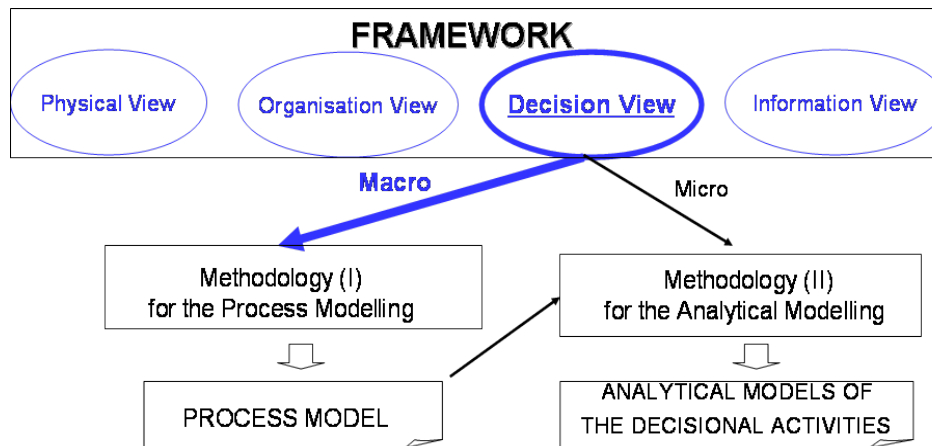 FRAMEWORK
Physical View
Organisation View
Decision View
Information View
Macro
Micro
Methodology (I)
for the Process Modelling
Methodology (II)
for the Analytical Modelling
PROCESS MODEL
ANALYTICAL MODELS OF
THE DECISIONAL ACTIVITIES